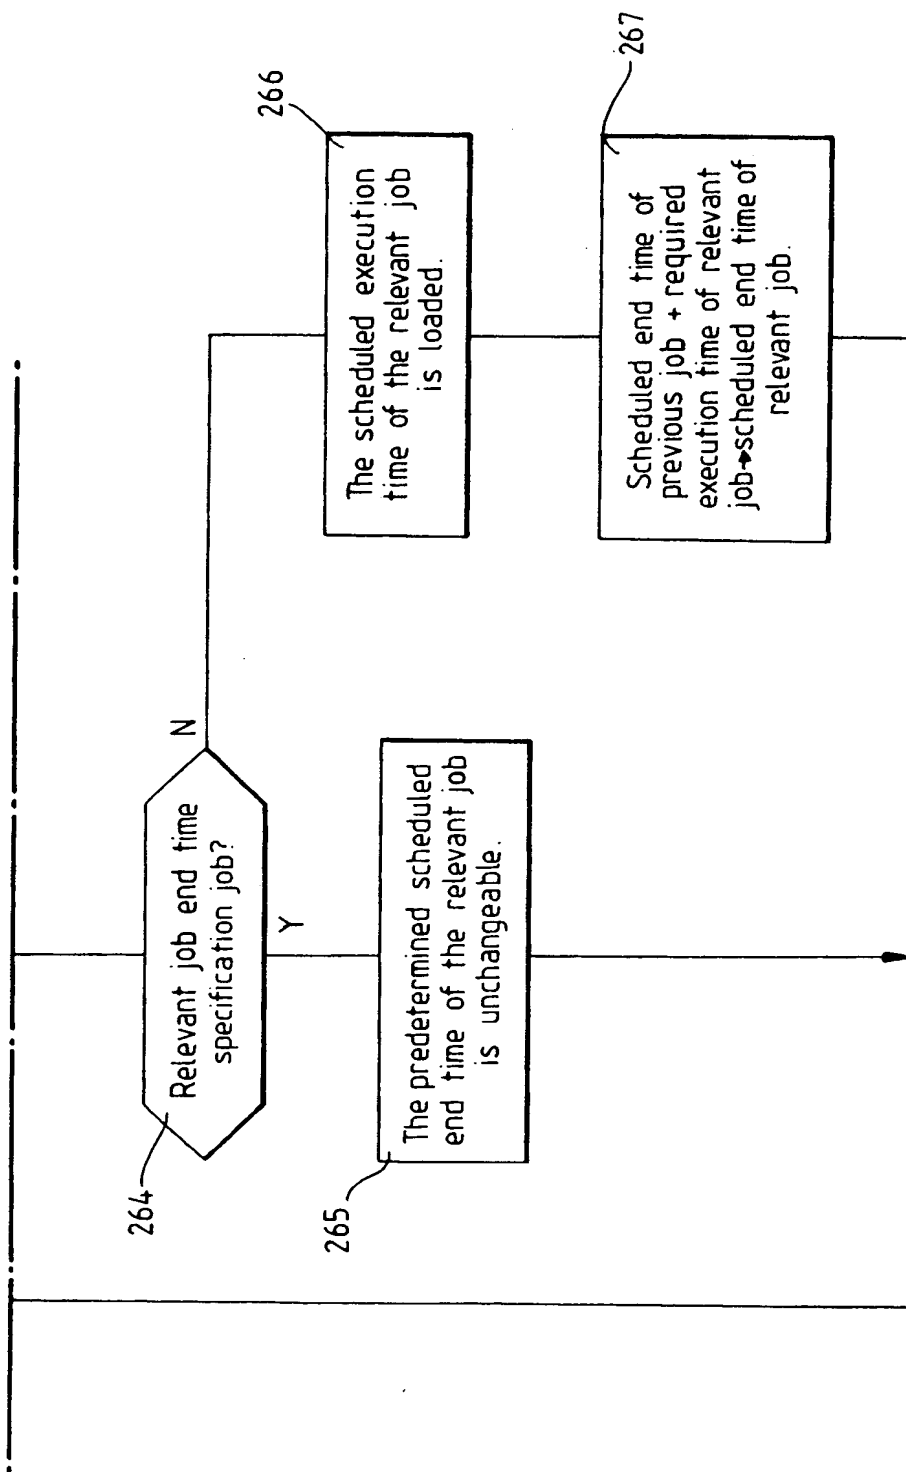 264
Relevant job end time
specification job?
N
Y
265
The predetermined scheduled
end time of the relevant job
is unchangeable.
266
The scheduled execution
time of the relevant job
is loaded.
267
Scheduled end time of
previous job + required
execution time of relevant
job→scheduled end time of
relevant job.